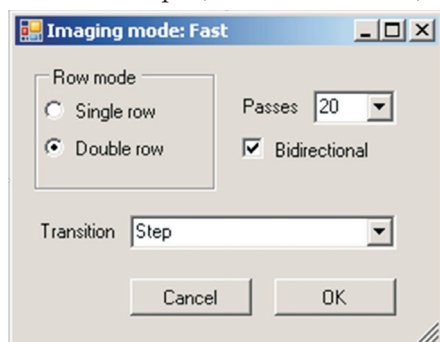 Imaging mode: Fast
Row mode
Single row
Double row
Passes 20
Bidirectional
Transition Step
Cancel OK